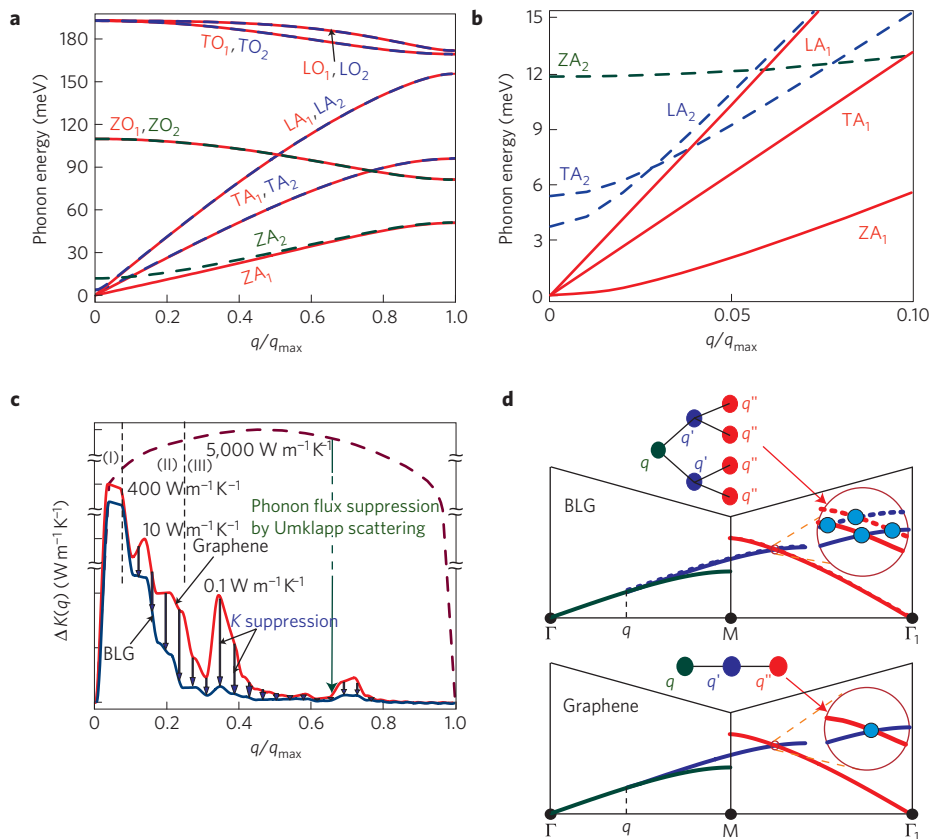 a
Phonon energy (meV)
180
150
120
90
60
30
0
TO₁,TO₂
LO₁,LO₂
LA₁,LA₂
ZO₁,ZO₂
TA₁,TA₂
ZA₂
ZA₁
0 0.2 0.4 0.6 0.8 1.0
q/qmax
b
Phonon energy (meV)
15
12
9
6
3
0
ZA₂
LA₁
LA₂
TA₁
TA₂
ZA₁
0 0.05 0.10
q/qmax
c
ΔK(q) (W m⁻¹ K⁻¹)
(I) (II) (III)
5,000 W m⁻¹ K⁻¹
400 W m⁻¹ K⁻¹
10 W m⁻¹ K⁻¹
Graphene
Phonon flux suppression
by Umklapp scattering
0.1 W m⁻¹ K⁻¹
K suppression
BLG
0 0.2 0.4 0.6 0.8 1.0
q/qmax
d
q''
q' q''
q
q' q''
q''
BLG
Γ q M Γ₁
q q' q''
Graphene
Γ q M Γ₁